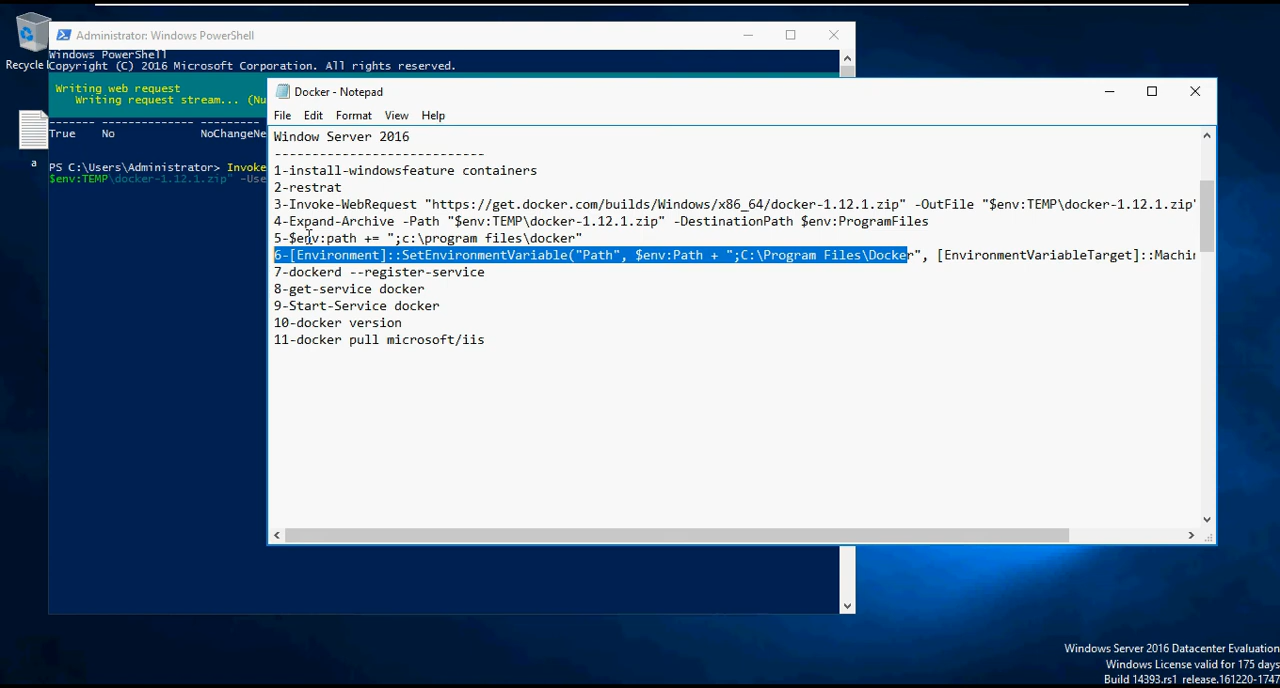 Recycle
a
Administrator: Windows PowerShell
Windows PowerShell
Copyright (C) 2016 Microsoft Corporation. All rights reserved.
Writing web request
Writing request stream... (Nu
------- -------------- ---------
True No NoChangeNe
PS C:\Users\Administrator> Invoke
$env:TEMP\docker-1.12.1.zip" -Use
Docker - Notepad
File Edit Format View Help
Window Server 2016
----------------------------
1-install-windowsfeature containers
2-restrat
3-Invoke-WebRequest "https://get.docker.com/builds/Windows/x86_64/docker-1.12.1.zip" -OutFile "$env:TEMP\docker-1.12.1.zip"
4-Expand-Archive -Path "$env:TEMP\docker-1.12.1.zip" -DestinationPath $env:ProgramFiles
5-$env:path += ";c:\program files\docker"
6-[Environment]::SetEnvironmentVariable("Path", $env:Path + ";C:\Program Files\Docker", [EnvironmentVariableTarget]::Machin
7-dockerd --register-service
8-get-service docker
9-Start-Service docker
10-docker version
11-docker pull microsoft/iis
Windows Server 2016 Datacenter Evaluation
Windows License valid for 175 days
Build 14393.rs1_release.161220-1747